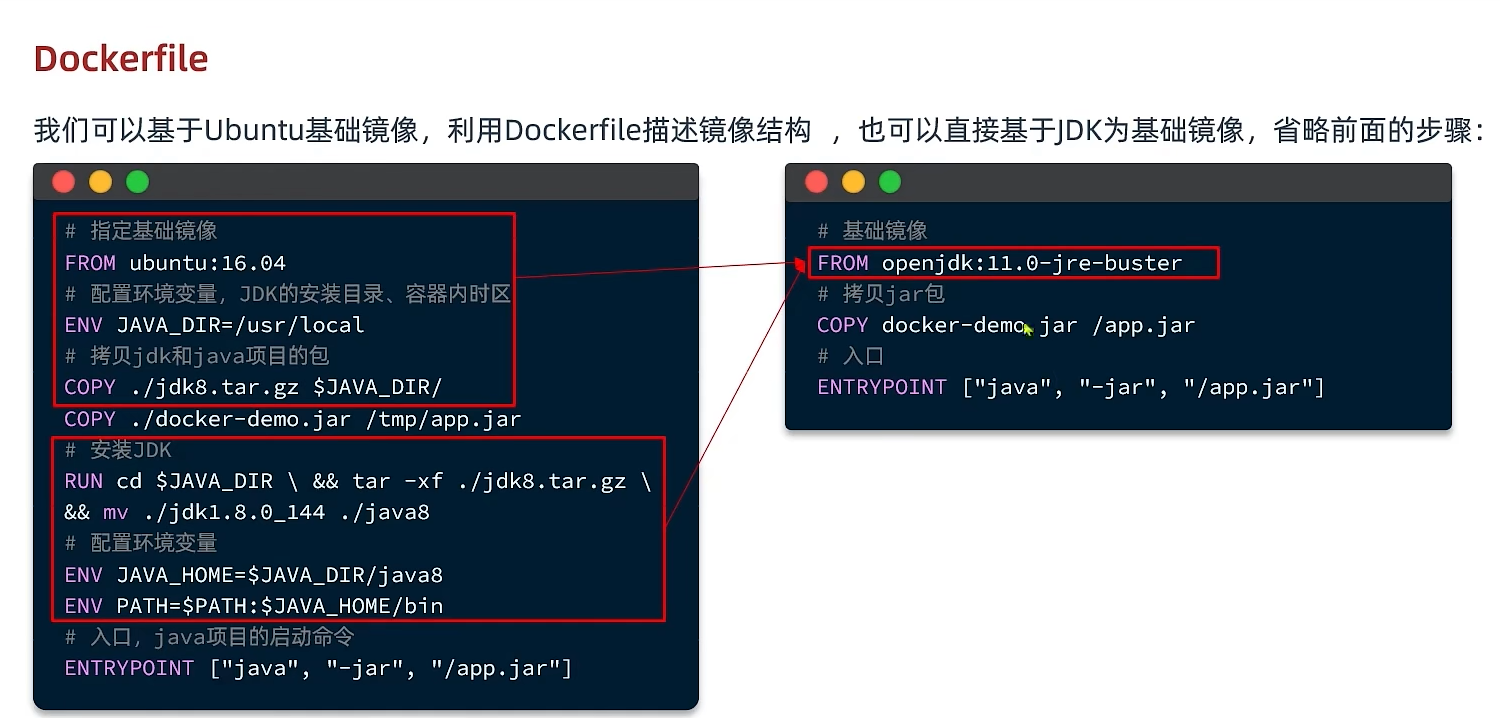 Dockerfile
我们可以基于Ubuntu基础镜像，利用Dockerfile描述镜像结构 ，也可以直接基于JDK为基础镜像，省略前面的步骤：
# 指定基础镜像
FROM ubuntu:16.04
# 配置环境变量，JDK的安装目录、容器内时区
ENV JAVA_DIR=/usr/local
# 拷贝jdk和java项目的包
COPY ./jdk8.tar.gz $JAVA_DIR/
COPY ./docker-demo.jar /tmp/app.jar
# 安装JDK
RUN cd $JAVA_DIR \ && tar -xf ./jdk8.tar.gz \
&& mv ./jdk1.8.0_144 ./java8
# 配置环境变量
ENV JAVA_HOME=$JAVA_DIR/java8
ENV PATH=$PATH:$JAVA_HOME/bin
# 入口，java项目的启动命令
ENTRYPOINT ["java", "-jar", "/app.jar"]
# 基础镜像
FROM openjdk:11.0-jre-buster
# 拷贝jar包
COPY docker-demo.jar /app.jar
# 入口
ENTRYPOINT ["java", "-jar", "/app.jar"]